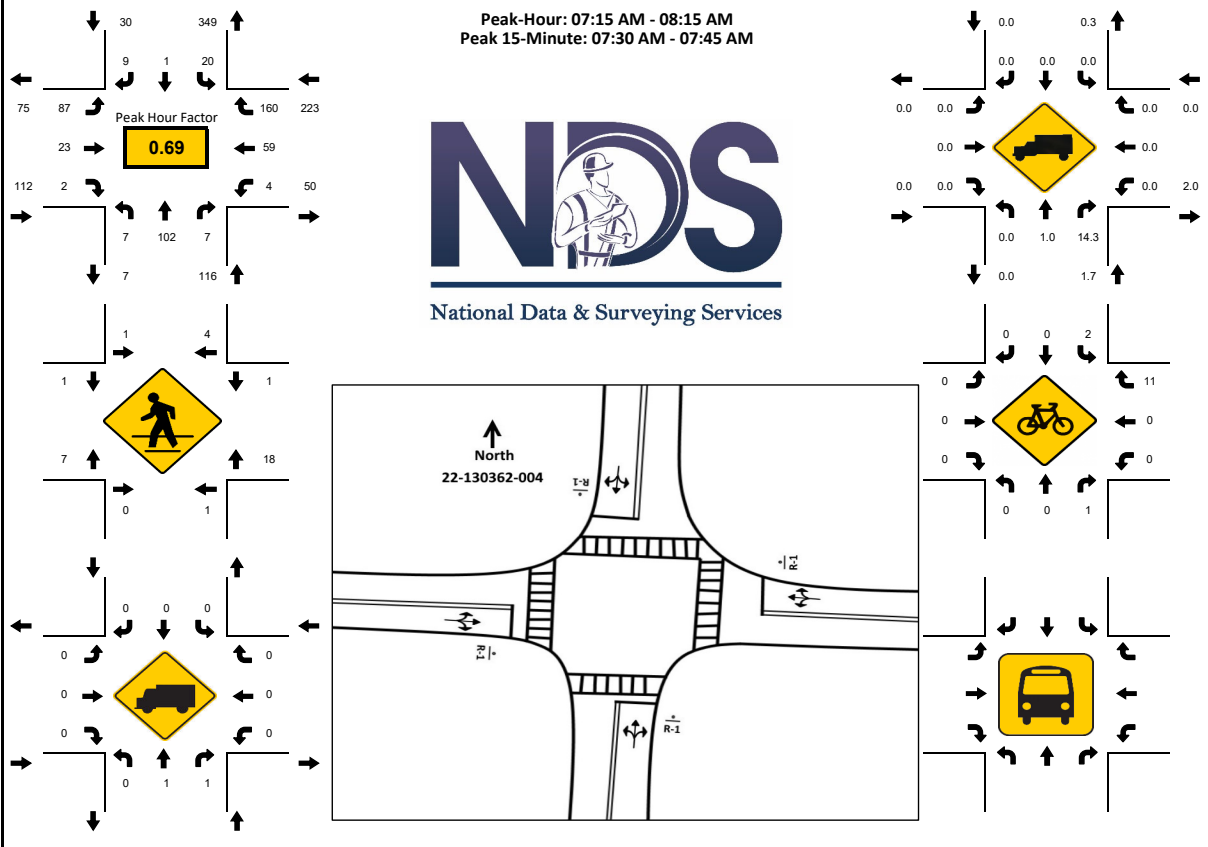 Peak-Hour: 07:15 AM - 08:15 AM
Peak 15-Minute: 07:30 AM - 07:45 AM
30 349
9 1 20
75 87 160 223
Peak Hour Factor
0.69
23 59
112 2 4 50
7 102 7
7 116
NDS
National Data & Surveying Services
0.0 0.3
0.0 0.0 0.0
0.0 0.0 0.0 0.0
0.0 0.0
0.0 0.0 0.0 2.0
0.0 1.0 14.3
0.0 1.7
1 4
1 1
7 18
0 1
North
22-130362-004
R-1
R-1
R-1
R-1
0 0 2
0 11
0 0
0 0
0 0 1
0 0 0
0 0
0 0
0 0
0 1 1